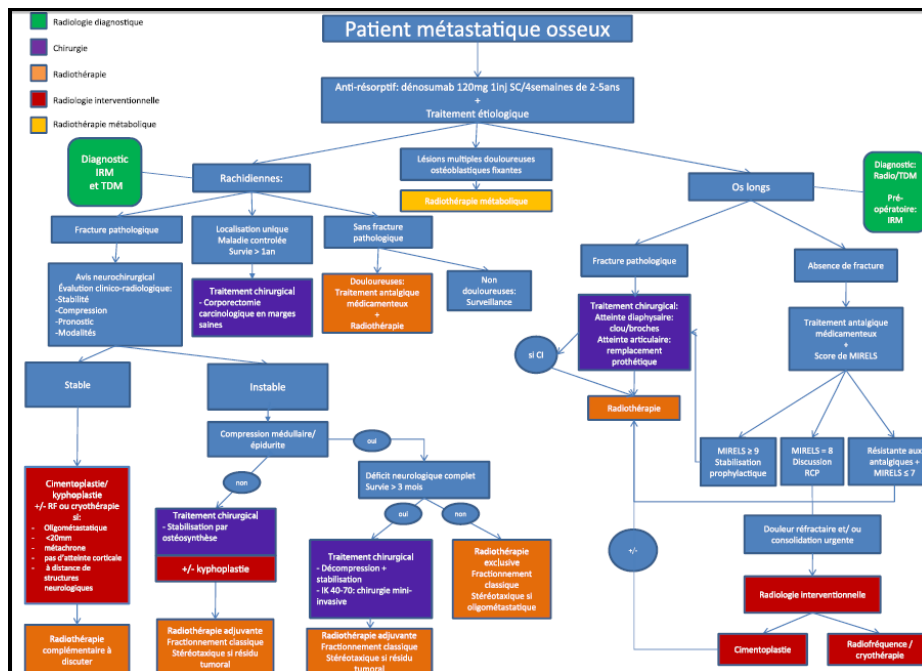 Radiologie diagnostique
Chirurgie
Radiothérapie
Radiologie interventionnelle
Radiothérapie métabolique
Patient métastatique osseux
Anti-résorptif: dénosumab 120mg 1inj SC/4semaines de 2-5ans
+
Traitement étiologique
Diagnostic
IRM
et TDM
Rachidiennes:
Lésions multiples douloureuses
ostéoblastiques fixantes
Radiothérapie métabolique
Os longs
Diagnostic:
Radio/TDM
Pré-
opératoire:
IRM
Fracture pathologique
Localisation unique
Maladie controlée
Survie > 1an
Sans fracture
pathologique
Avis neurochirurgical
Évaluation clinico-radiologique:
-Stabilité
-Compression
-Pronostic
-Modalités
Traitement chirurgical
- Corporectomie
carcinologique en marges
saines
Douloureuses:
Traitement antalgique
médicamenteux
+
Radiothérapie
Non
douloureuses:
Surveillance
Fracture pathologique
Absence de fracture
Traitement chirurgical:
Atteinte diaphysaire:
clou/broches
Atteinte articulaire:
remplacement
prothétique
si CI
Radiothérapie
Traitement antalgique
médicamenteux
+
Score de MIRELS
MIRELS ≥ 9
Stabilisation
prophylactique
MIRELS = 8
Discussion
RCP
Résistante aux
antalgiques +
MIRELS ≤ 7
Stable
Instable
Compression médullaire/
épidurite
oui
non
Déficit neurologique complet
Survie > 3 mois
oui
non
Cimentoplastie/
kyphoplastie
+/- RF ou cryothérapie
si:
- Oligométastatique
- <20mm
- métachrone
- pas d'atteinte corticale
- à distance de
structures
neurologiques
Radiothérapie
complémentaire à
discuter
Traitement chirurgical
- Stabilisation par
ostéosynthèse
+/- kyphoplastie
Radiothérapie adjuvante
Fractionnement classique
Stéréotaxique si résidu
tumoral
Traitement chirurgical
- Décompression +
stabilisation
- IK 40-70: chirurgie mini-
invasive
Radiothérapie adjuvante
Fractionnement classique
Stéréotaxique si résidu
tumoral
Radiothérapie
exclusive
Fractionnement
classique
Stéréotaxique si
oligométastatique
+/-
Douleur réfractaire et/ ou
consolidation urgente
Radiologie interventionnelle
Cimentoplastie
Radiofréquence /
cryothérapie